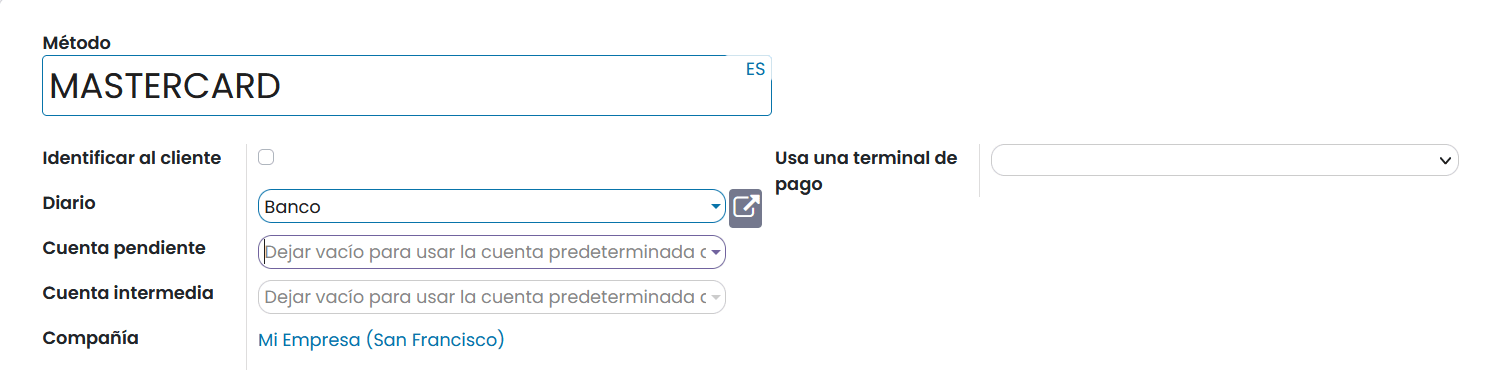 Método
MASTERCARD
ES
Identificar al cliente
Usa una terminal de
pago
Diario
Banco
Cuenta pendiente
Dejar vacío para usar la cuenta predeterminada
Cuenta intermedia
Dejar vacío para usar la cuenta predeterminada
Compañía
Mi Empresa (San Francisco)